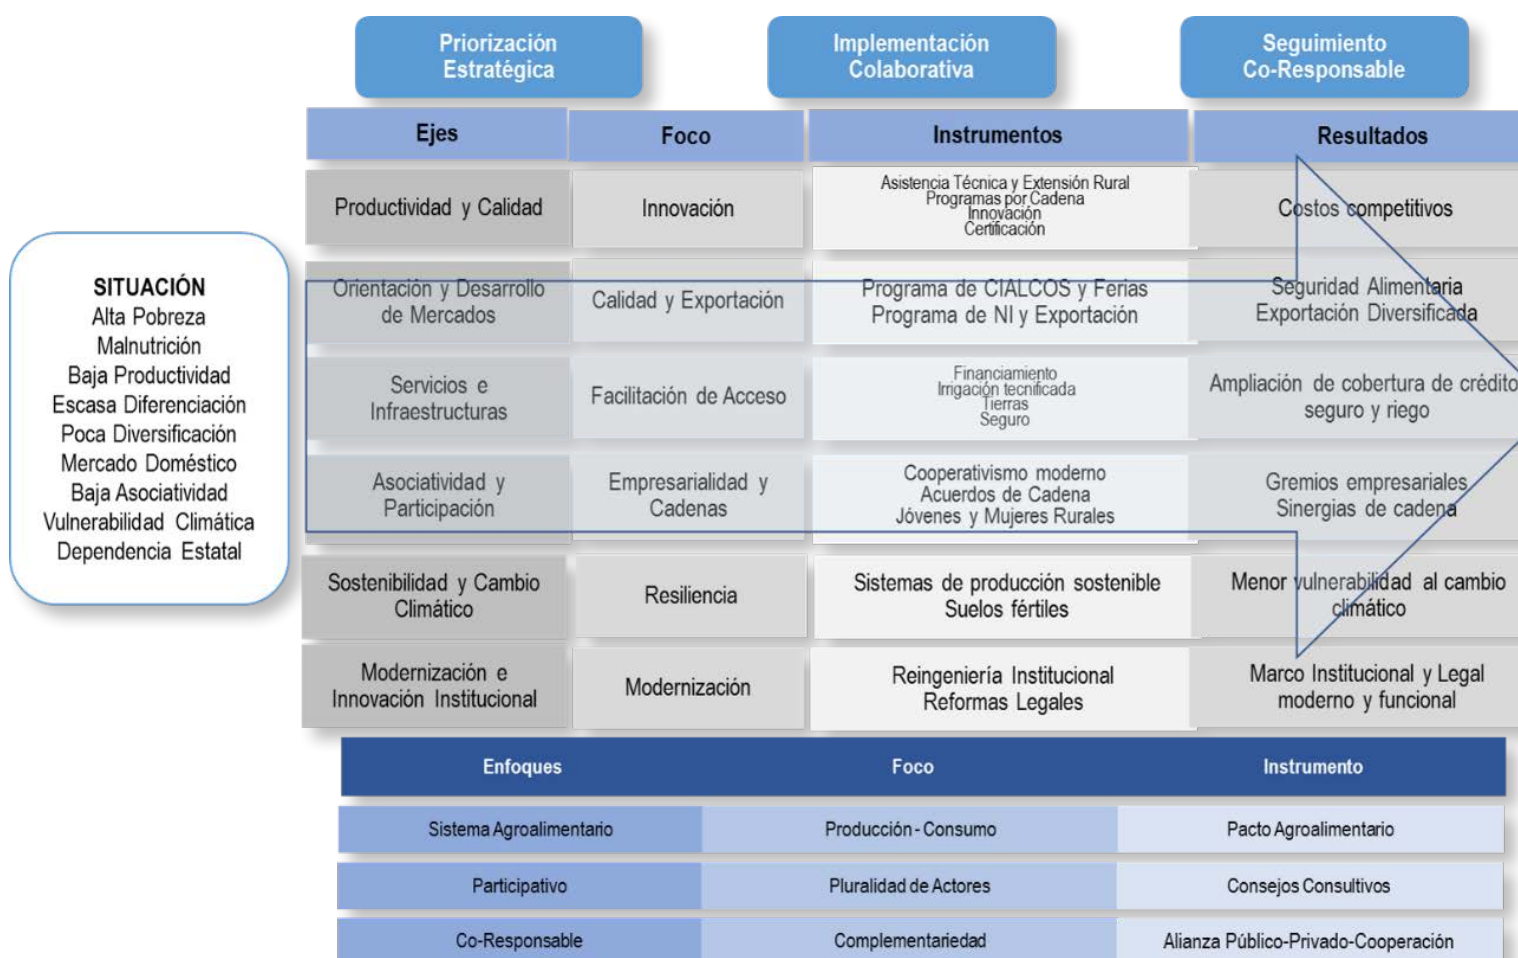 Priorización
Estratégica
Implementación
Colaborativa
Seguimiento
Co-Responsable
Ejes
Foco
Instrumentos
Resultados
Productividad y Calidad
Innovación
Asistencia Técnica y Extensión Rural
Programas por Cadena
Innovación
Certificación
Costos competitivos
SITUACIÓN
Alta Pobreza
Malnutrición
Baja Productividad
Escasa Diferenciación
Poca Diversificación
Mercado Doméstico
Baja Asociatividad
Vulnerabilidad Climática
Dependencia Estatal
Orientación y Desarrollo
de Mercados
Calidad y Exportación
Programa de CIALCOS y Ferias
Programa de NI y Exportación
Seguridad Alimentaria
Exportación Diversificada
Servicios e
Infraestructuras
Facilitación de Acceso
Financiamiento
Irrigación tecnificada
Tierras
Seguro
Ampliación de cobertura de crédito
seguro y riego
Asociatividad y
Participación
Empresarialidad y
Cadenas
Cooperativismo moderno
Acuerdos de Cadena
Jóvenes y Mujeres Rurales
Gremios empresariales
Sinergias de cadena
Sostenibilidad y Cambio
Climático
Resiliencia
Sistemas de producción sostenible
Suelos fértiles
Menor vulnerabilidad al cambio
climático
Modernización e
Innovación Institucional
Modernización
Reingeniería Institucional
Reformas Legales
Marco Institucional y Legal
moderno y funcional
Enfoques
Foco
Instrumento
Sistema Agroalimentario
Producción - Consumo
Pacto Agroalimentario
Participativo
Pluralidad de Actores
Consejos Consultivos
Co-Responsable
Complementariedad
Alianza Público-Privado-Cooperación